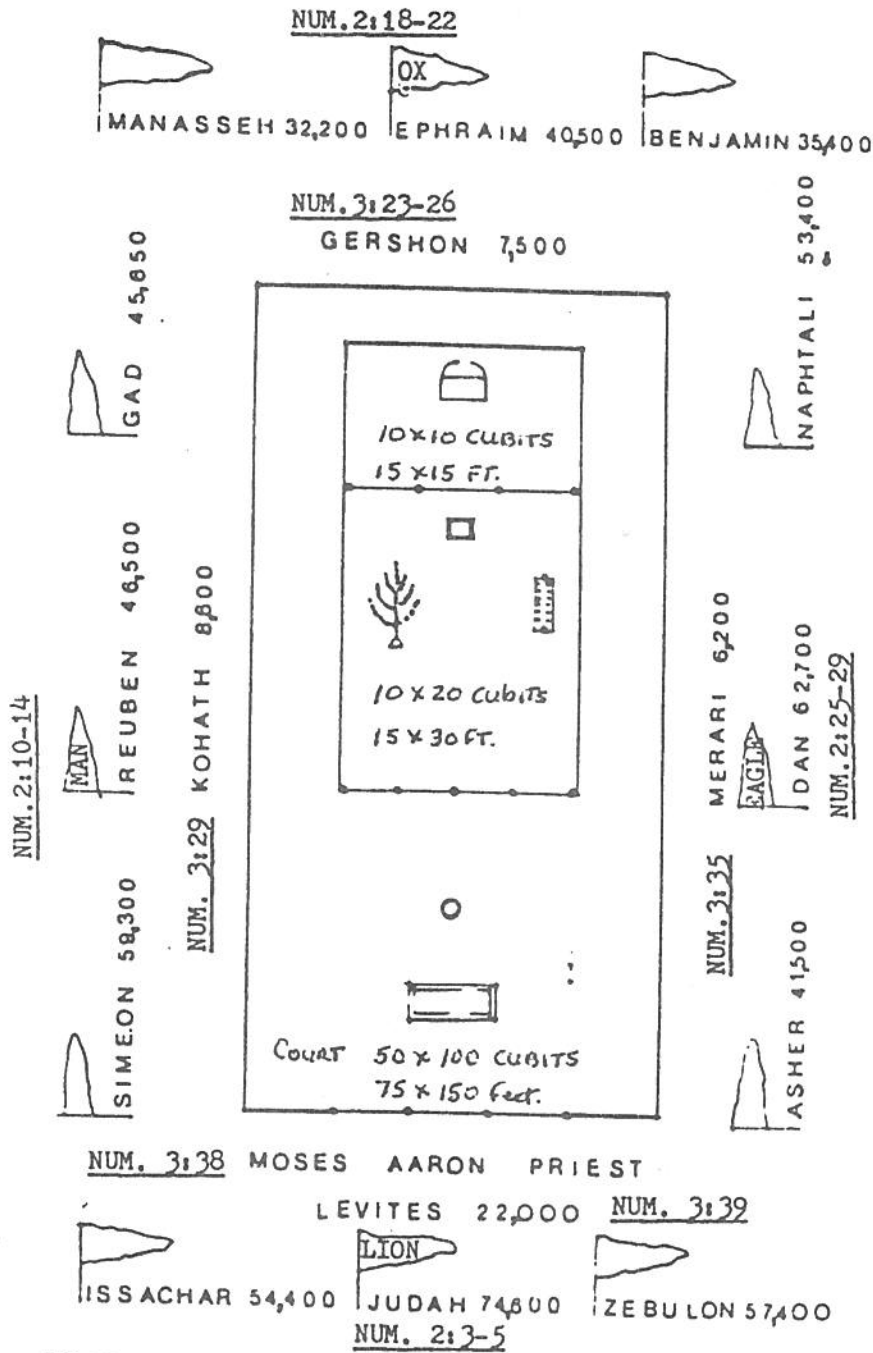 NUM. 2:18-22
OX
MANASSEH 32,200 EPHRAIM 40,500 BENJAMIN 35,400
NUM. 3:23-26
GERSHON 7,500
GAD 45,650
NAPHTALI 53,400
10 x 10 CUBITS
15 x 15 FT.
NUM. 2:10-14
MAN
REUBEN 46,500
NUM. 3:29 KOHATH 8,600
10 x 20 CUBITS
15 x 30 FT.
NUM. 3:35 MERARI 6,200
EAGLE
DAN 62,700
NUM. 2:25-29
SIMEON 59,300
ASHER 41,500
COURT 50 x 100 CUBITS
75 x 150 Feet.
NUM. 3:38 MOSES AARON PRIEST
LEVITES 22,000 NUM. 3:39
LION
ISSACHAR 54,400 JUDAH 74,600 ZEBULON 57,400
NUM. 2:3-5